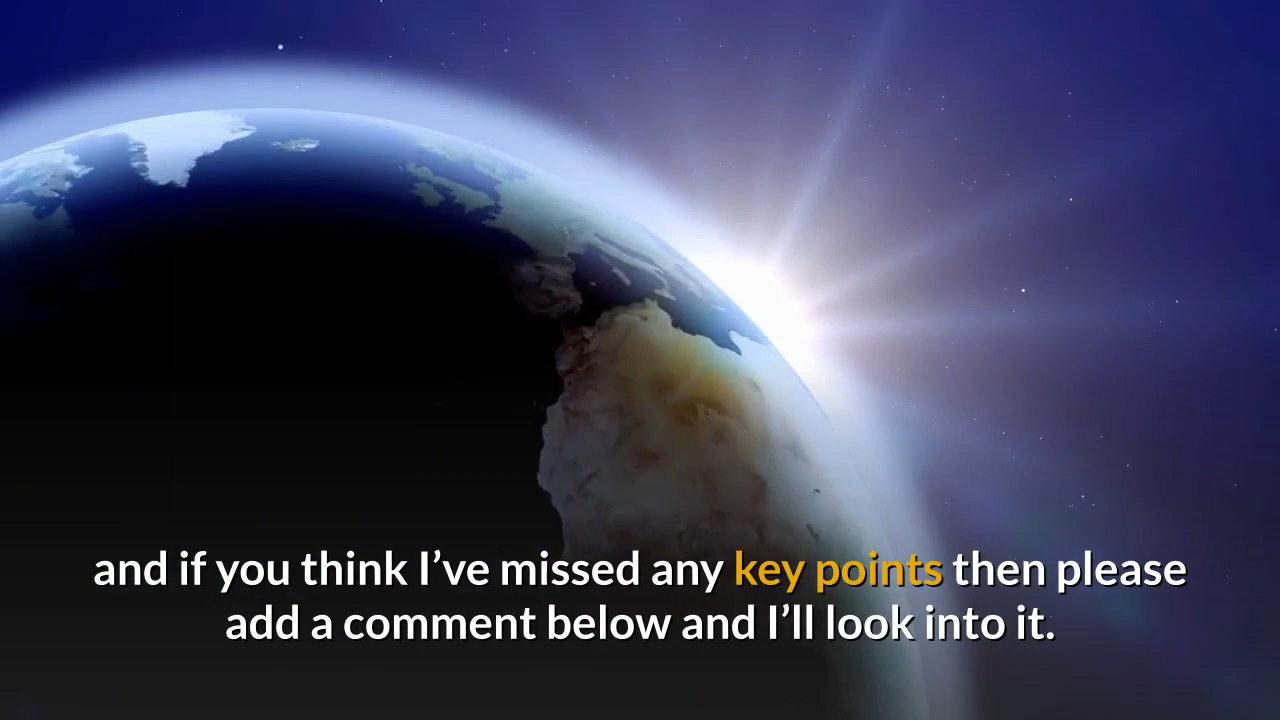 and if you think I’ve missed any key points then please
add a comment below and I’ll look into it.